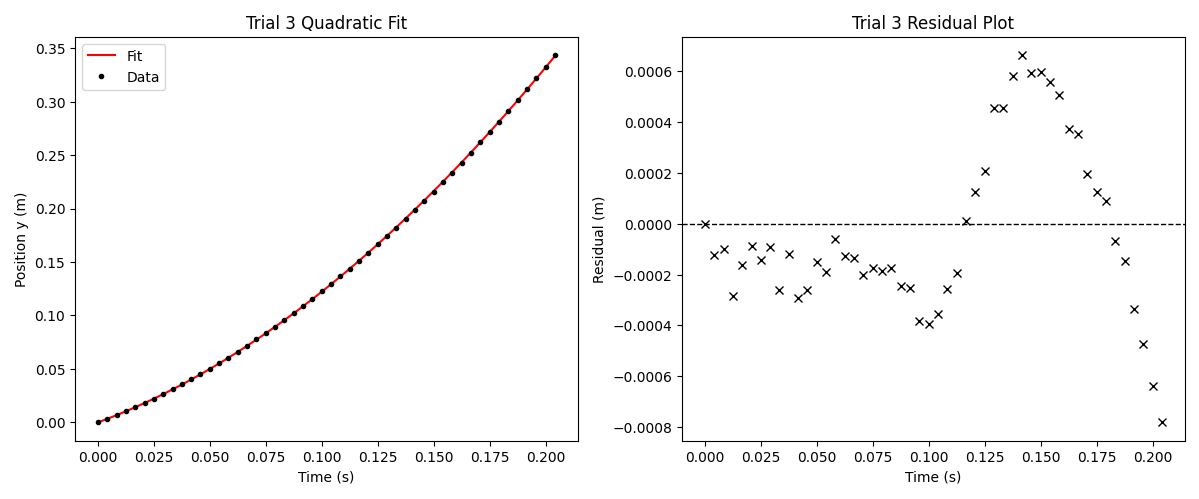 Trial 3 Quadratic Fit
Fit
Data
0.35
0.30
0.25
0.20
0.15
0.10
0.05
0.00
Position y (m)
0.000 0.025 0.050 0.075 0.100 0.125 0.150 0.175 0.200
Time (s)
Trial 3 Residual Plot
0.0006
0.0004
0.0002
0.0000
−0.0002
−0.0004
−0.0006
−0.0008
Residual (m)
0.000 0.025 0.050 0.075 0.100 0.125 0.150 0.175 0.200
Time (s)